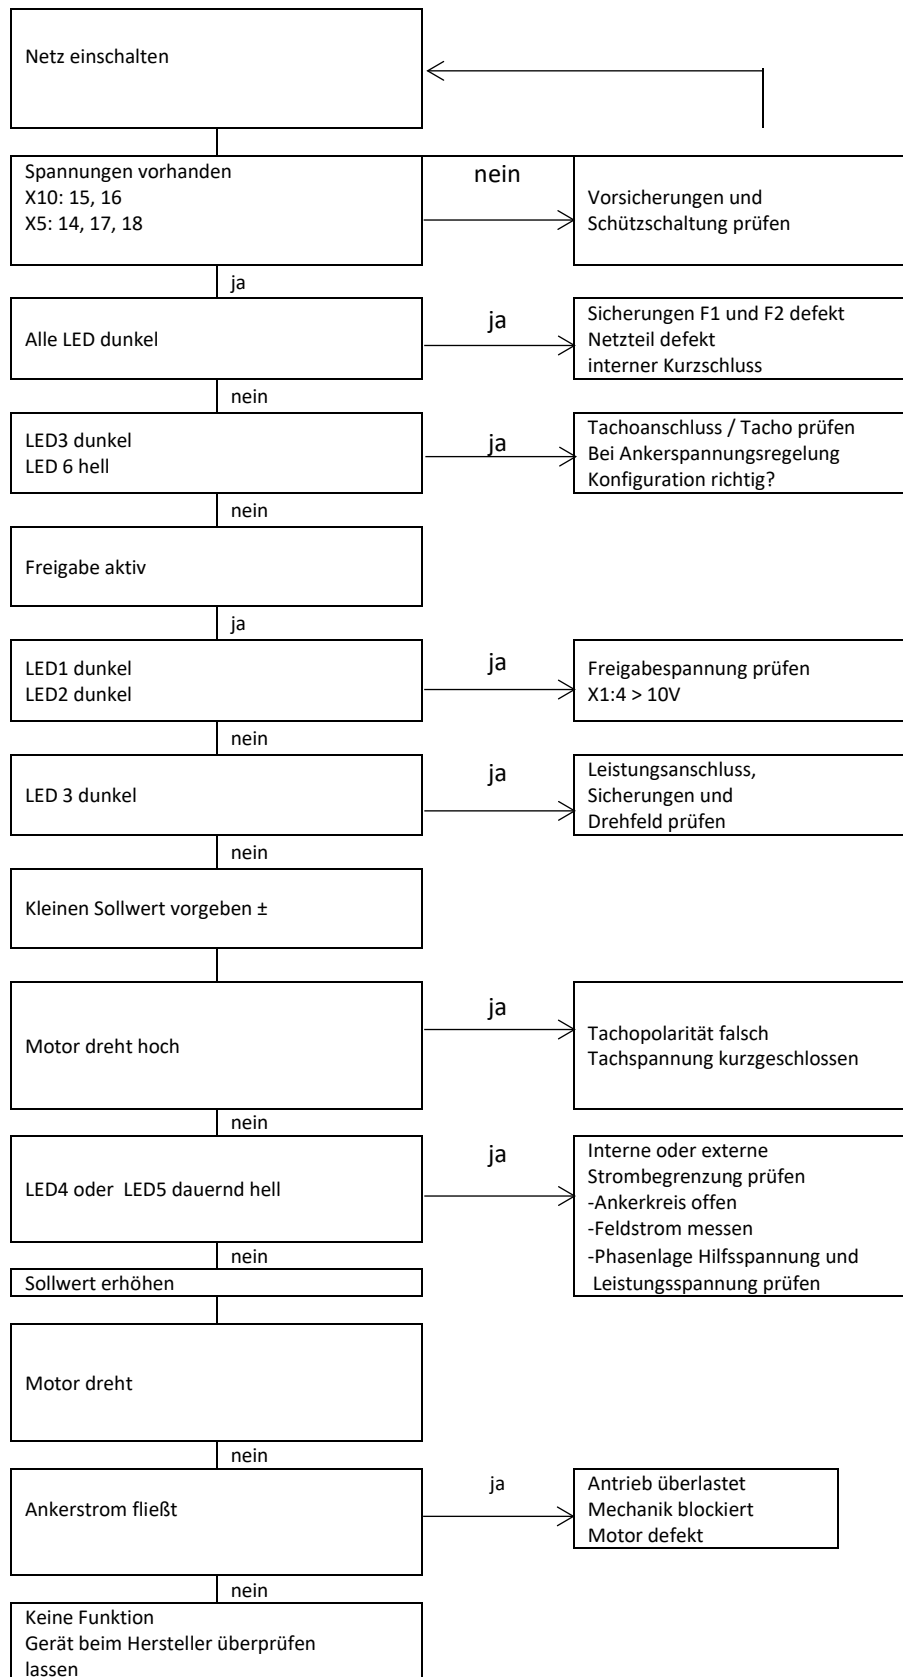 Netz einschalten
Spannungen vorhanden
X10: 15, 16
X5: 14, 17, 18
nein
Vorsicherungen und
Schützschaltung prüfen
ja
Alle LED dunkel
ja
Sicherungen F1 und F2 defekt
Netzteil defekt
interner Kurzschluss
nein
LED3 dunkel
LED 6 hell
ja
Tachoanschluss / Tacho prüfen
Bei Ankerspannungsregelung
Konfiguration richtig?
nein
Freigabe aktiv
ja
LED1 dunkel
LED2 dunkel
ja
Freigabespannung prüfen
X1:4 > 10V
nein
LED 3 dunkel
ja
Leistungsanschluss,
Sicherungen und
Drehfeld prüfen
nein
Kleinen Sollwert vorgeben ±
Motor dreht hoch
ja
Tachopolarität falsch
Tachspannung kurzgeschlossen
nein
LED4 oder  LED5 dauernd hell
ja
Interne oder externe
Strombegrenzung prüfen
-Ankerkreis offen
-Feldstrom messen
-Phasenlage Hilfsspannung und
Leistungsspannung prüfen
nein
Sollwert erhöhen
Motor dreht
nein
Ankerstrom fließt
ja
Antrieb überlastet
Mechanik blockiert
Motor defekt
nein
Keine Funktion
Gerät beim Hersteller überprüfen
lassen